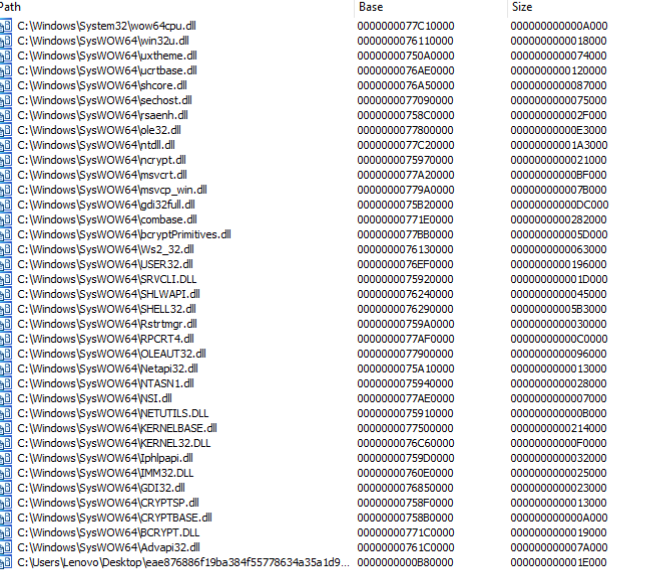 Path Base Size
C:\Windows\System32\wow64cpu.dll 0000000077C10000 000000000000A000
C:\Windows\SysWOW64\win32u.dll 0000000076110000 0000000000018000
C:\Windows\SysWOW64\uxtheme.dll 00000000750A0000 0000000000074000
C:\Windows\SysWOW64\ucrtbase.dll 0000000076AE0000 0000000000120000
C:\Windows\SysWOW64\shcore.dll 0000000076A50000 0000000000087000
C:\Windows\SysWOW64\sechost.dll 0000000077090000 0000000000075000
C:\Windows\SysWOW64\rsaenh.dll 00000000758C0000 000000000002F000
C:\Windows\SysWOW64\ole32.dll 0000000077800000 00000000000E3000
C:\Windows\SysWOW64\ntdll.dll 0000000077C20000 00000000001A3000
C:\Windows\SysWOW64\ncrypt.dll 0000000075970000 0000000000021000
C:\Windows\SysWOW64\msvcrt.dll 0000000077A20000 00000000000BF000
C:\Windows\SysWOW64\msvcp_win.dll 00000000779A0000 000000000007B000
C:\Windows\SysWOW64\gdi32full.dll 0000000075B20000 00000000000DC000
C:\Windows\SysWOW64\combase.dll 00000000771E0000 0000000000282000
C:\Windows\SysWOW64\bcryptPrimitives.dll 0000000077BB0000 000000000005D000
C:\Windows\SysWOW64\Ws2_32.dll 0000000076130000 0000000000063000
C:\Windows\SysWOW64\USER32.dll 0000000076EF0000 0000000000196000
C:\Windows\SysWOW64\SRVCLI.DLL 0000000075920000 000000000001D000
C:\Windows\SysWOW64\SHLWAPI.dll 0000000076240000 0000000000045000
C:\Windows\SysWOW64\SHELL32.dll 0000000076290000 00000000005B3000
C:\Windows\SysWOW64\Rstrtmgr.dll 00000000759A0000 0000000000030000
C:\Windows\SysWOW64\RPCRT4.dll 0000000077AF0000 00000000000C0000
C:\Windows\SysWOW64\OLEAUT32.dll 0000000077900000 0000000000096000
C:\Windows\SysWOW64\Netapi32.dll 0000000075A10000 0000000000013000
C:\Windows\SysWOW64\NTASN1.dll 0000000075940000 0000000000028000
C:\Windows\SysWOW64\NSI.dll 0000000077AE0000 0000000000007000
C:\Windows\SysWOW64\NETUTILS.DLL 0000000075910000 000000000000B000
C:\Windows\SysWOW64\KERNELBASE.dll 0000000077500000 0000000000214000
C:\Windows\SysWOW64\KERNEL32.DLL 0000000076C60000 00000000000F0000
C:\Windows\SysWOW64\Iphlpapi.dll 00000000759D0000 0000000000032000
C:\Windows\SysWOW64\IMM32.DLL 00000000760E0000 0000000000025000
C:\Windows\SysWOW64\GDI32.dll 0000000076850000 0000000000023000
C:\Windows\SysWOW64\CRYPTSP.dll 00000000758F0000 0000000000013000
C:\Windows\SysWOW64\CRYPTBASE.dll 00000000758B0000 000000000000A000
C:\Windows\SysWOW64\BCRYPT.DLL 00000000771C0000 0000000000019000
C:\Windows\SysWOW64\Advapi32.dll 00000000761C0000 000000000007A000
C:\Users\Lenovo\Desktop\eae876886f19ba384f55778634a35a1d9... 0000000000B80000 000000000001E000